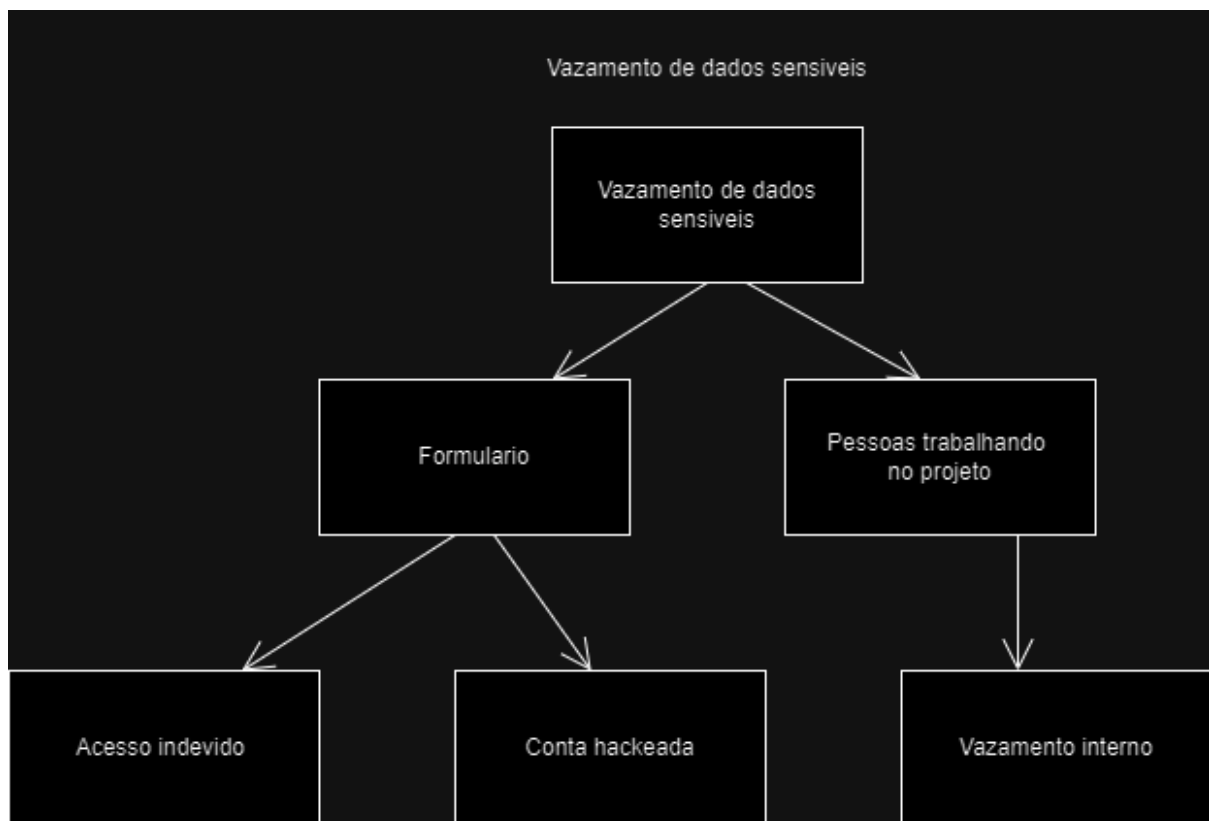 Vazamento de dados sensiveis
Vazamento de dados
sensiveis
Formulario
Pessoas trabalhando
no projeto
Acesso indevido
Conta hackeada
Vazamento interno